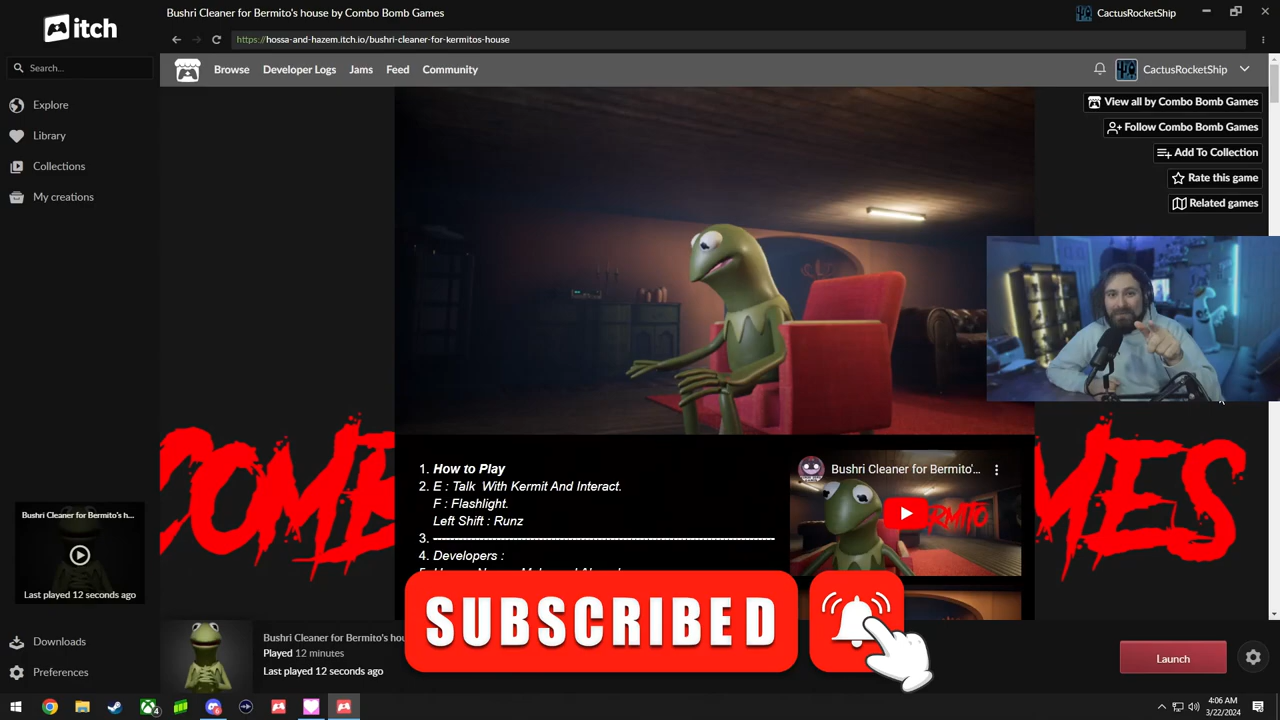 Bushri Cleaner for Bermito's house by Combo Bomb Games
CactusRocketShip
itch
https://hossa-and-hazem.itch.io/bushri-cleaner-for-kermitos-house
Search...
Browse
Developer Logs
Jams
Feed
Community
CactusRocketShip
Explore
Library
Collections
My creations
View all by Combo Bomb Games
Follow Combo Bomb Games
Add To Collection
Rate this game
Related games
1. How to Play
2. E : Talk With Kermit And Interact.
F : Flashlight.
Left Shift : Runz
3. ------------------------------------------------------------
4. Developers :
Bushri Cleaner for Bermito'...
Bushri Cleaner for Bermito's h...
Last played 12 seconds ago
SUBSCRIBED
Downloads
Preferences
Bushri Cleaner for Bermito's hou
Played 12 minutes
Last played 12 seconds ago
Launch
4:06 AM
3/22/2024